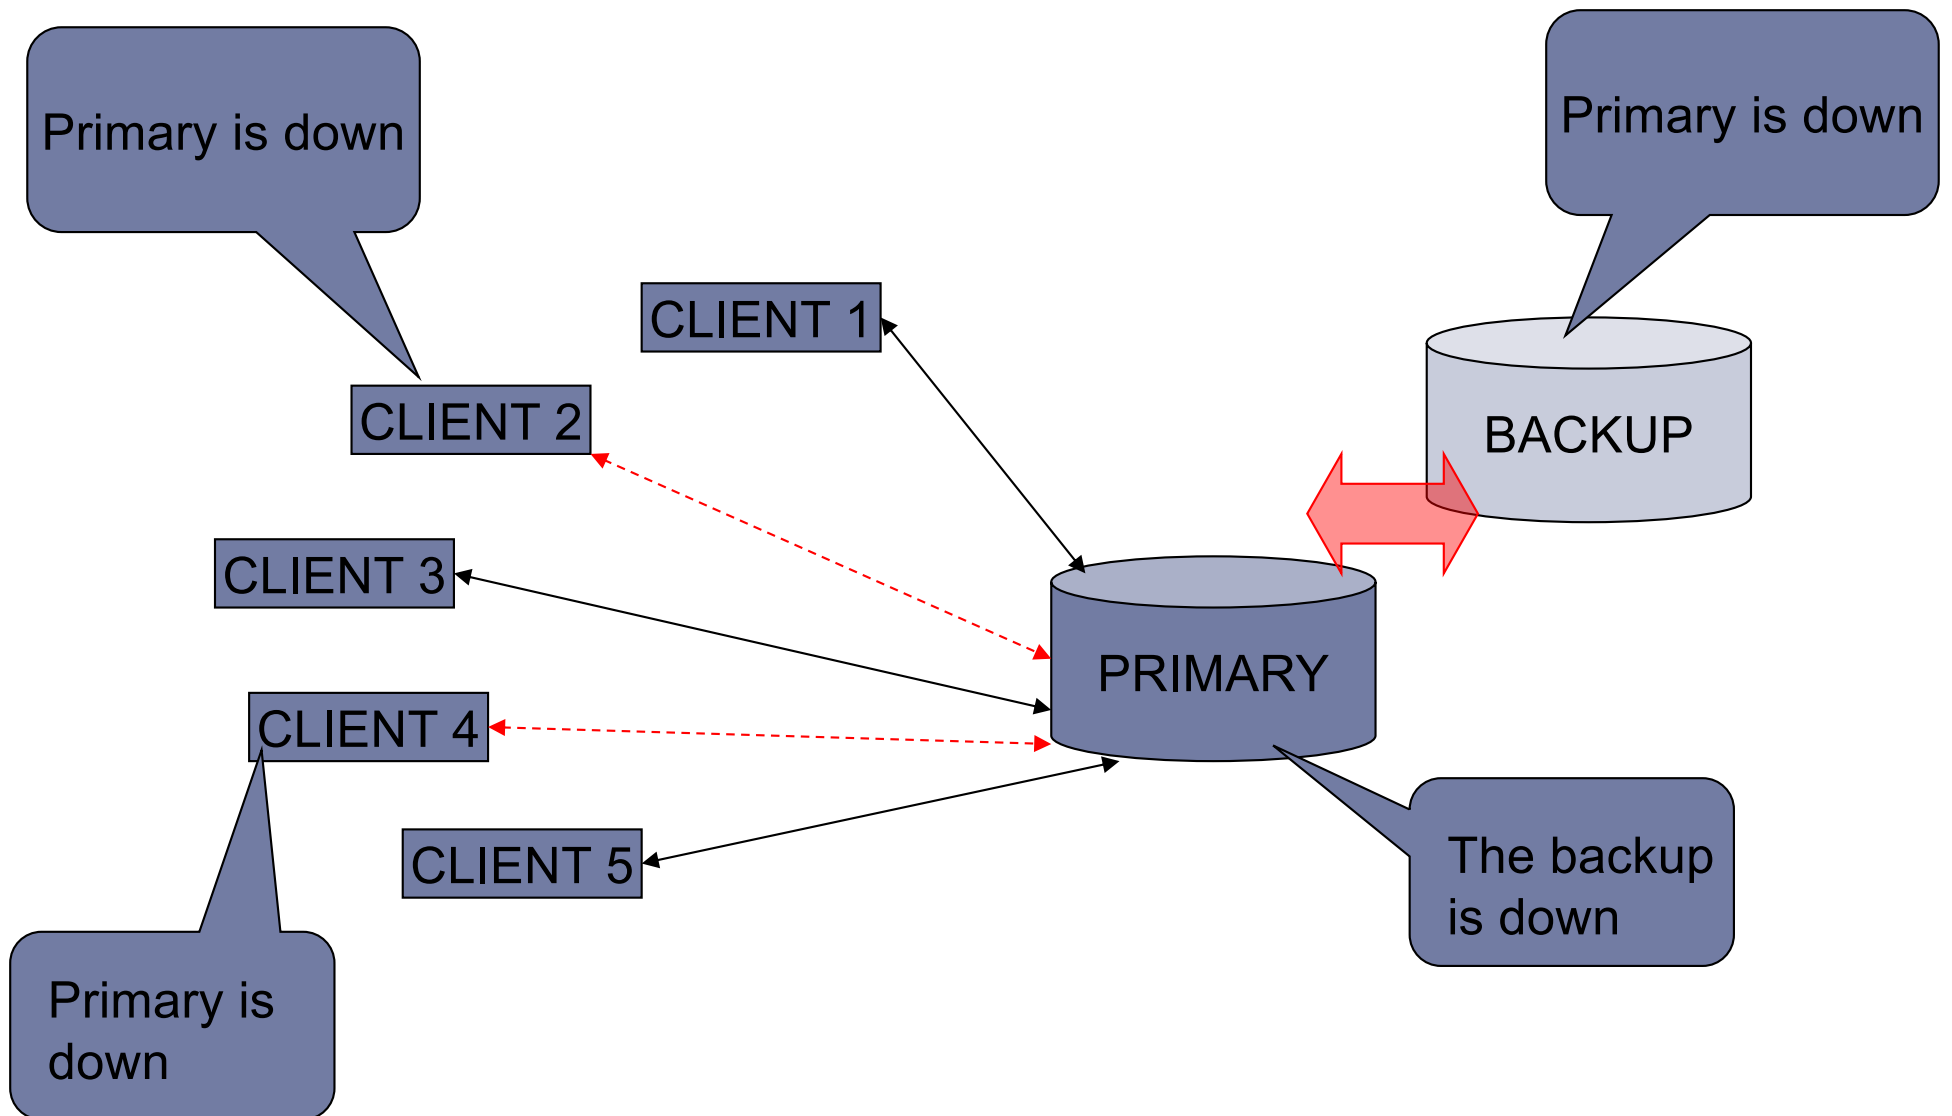 Primary is down
Primary is down
CLIENT 1
CLIENT 2
BACKUP
CLIENT 3
PRIMARY
CLIENT 4
CLIENT 5
The backup
is down
Primary is
down